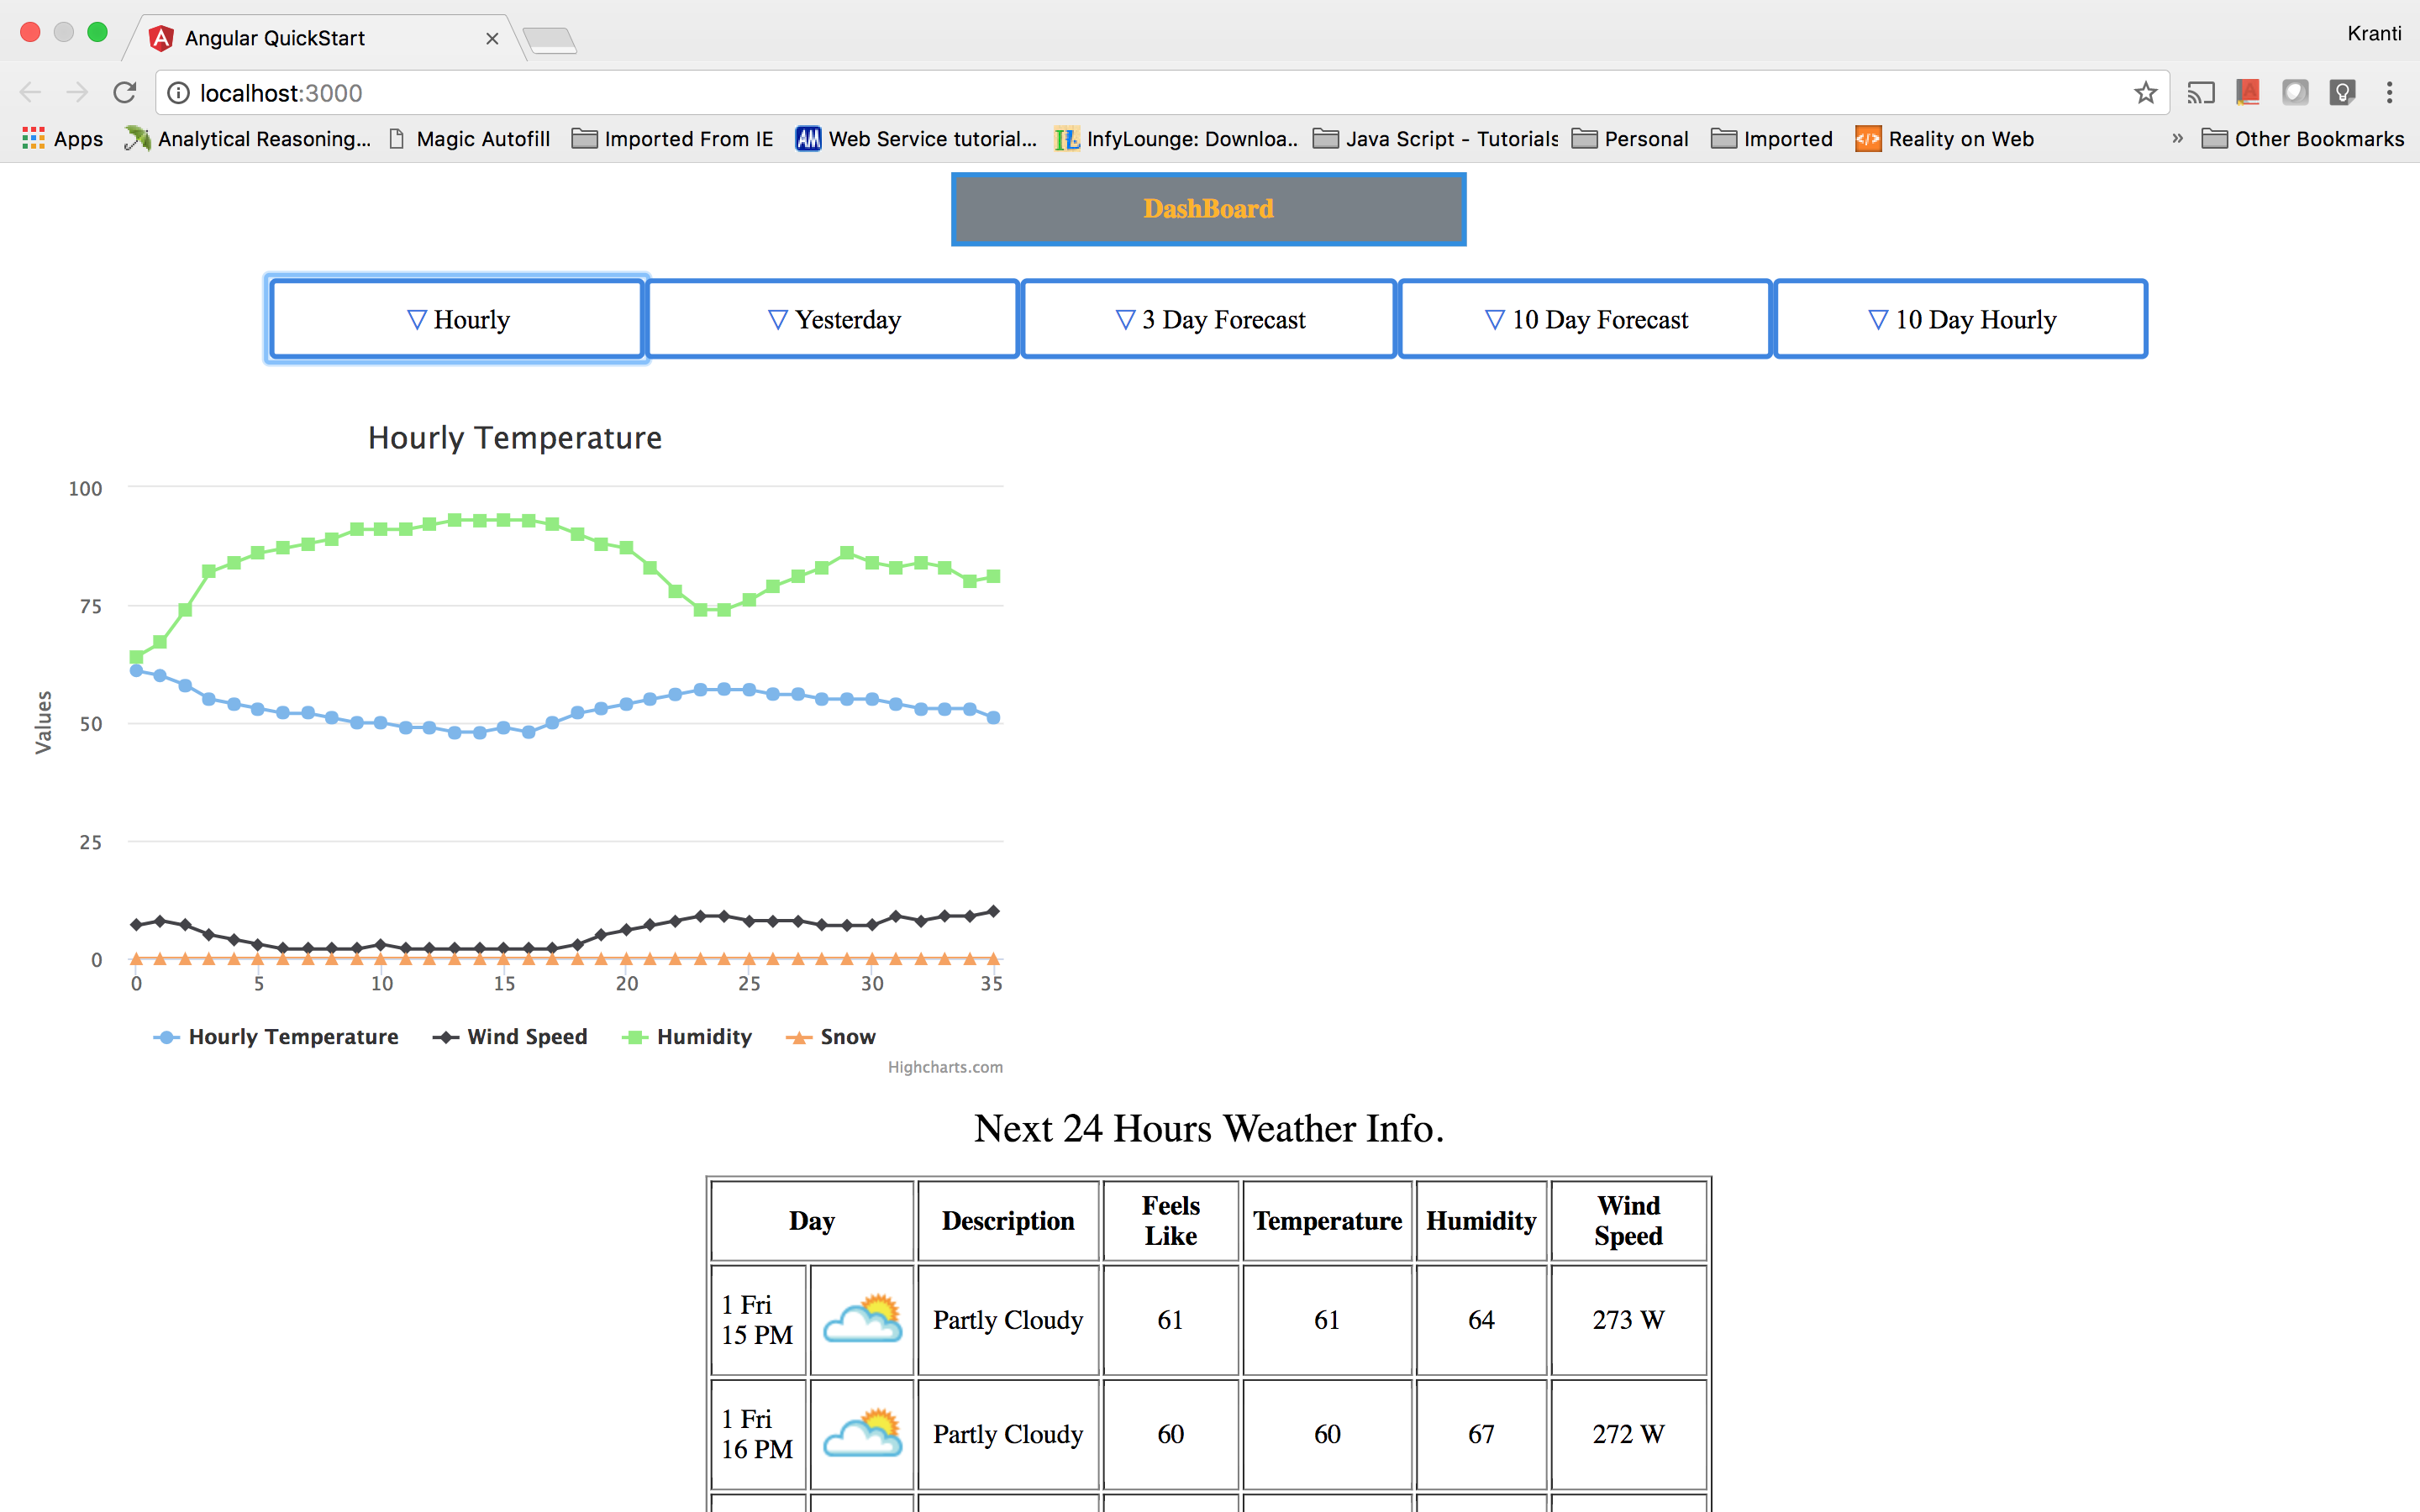 Angular QuickStart
Kranti
localhost:3000
Apps Analytical Reasoning... Magic Autofill Imported From IE Web Service tutorial... InfyLounge: Downloa.. Java Script - Tutorials Personal Imported Reality on Web » Other Bookmarks
DashBoard
▽ Hourly ▽ Yesterday ▽ 3 Day Forecast ▽ 10 Day Forecast ▽ 10 Day Hourly
Hourly Temperature
Values
100
75
50
25
0
0 5 10 15 20 25 30 35
Hourly Temperature Wind Speed Humidity Snow
Highcharts.com
Next 24 Hours Weather Info.
Day Description Feels Like Temperature Humidity Wind Speed
1 Fri 15 PM Partly Cloudy 61 61 64 273 W
1 Fri 16 PM Partly Cloudy 60 60 67 272 W